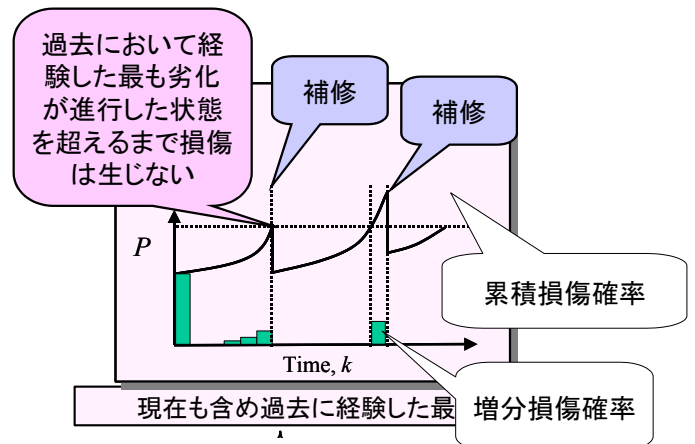 過去において経
験した最も劣化
が進行した状態
を超えるまで損傷
は生じない
補修
補修
P
累積損傷確率
Time, k
増分損傷確率
現在も含め過去に経験した最